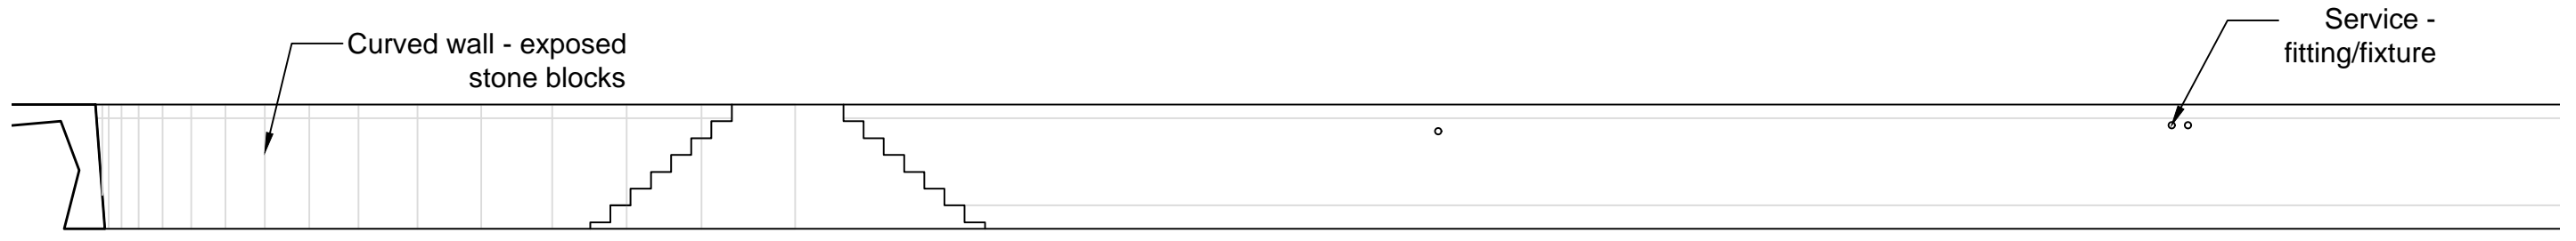 Curved wall - exposed
stone blocks
Service -
fitting/fixture